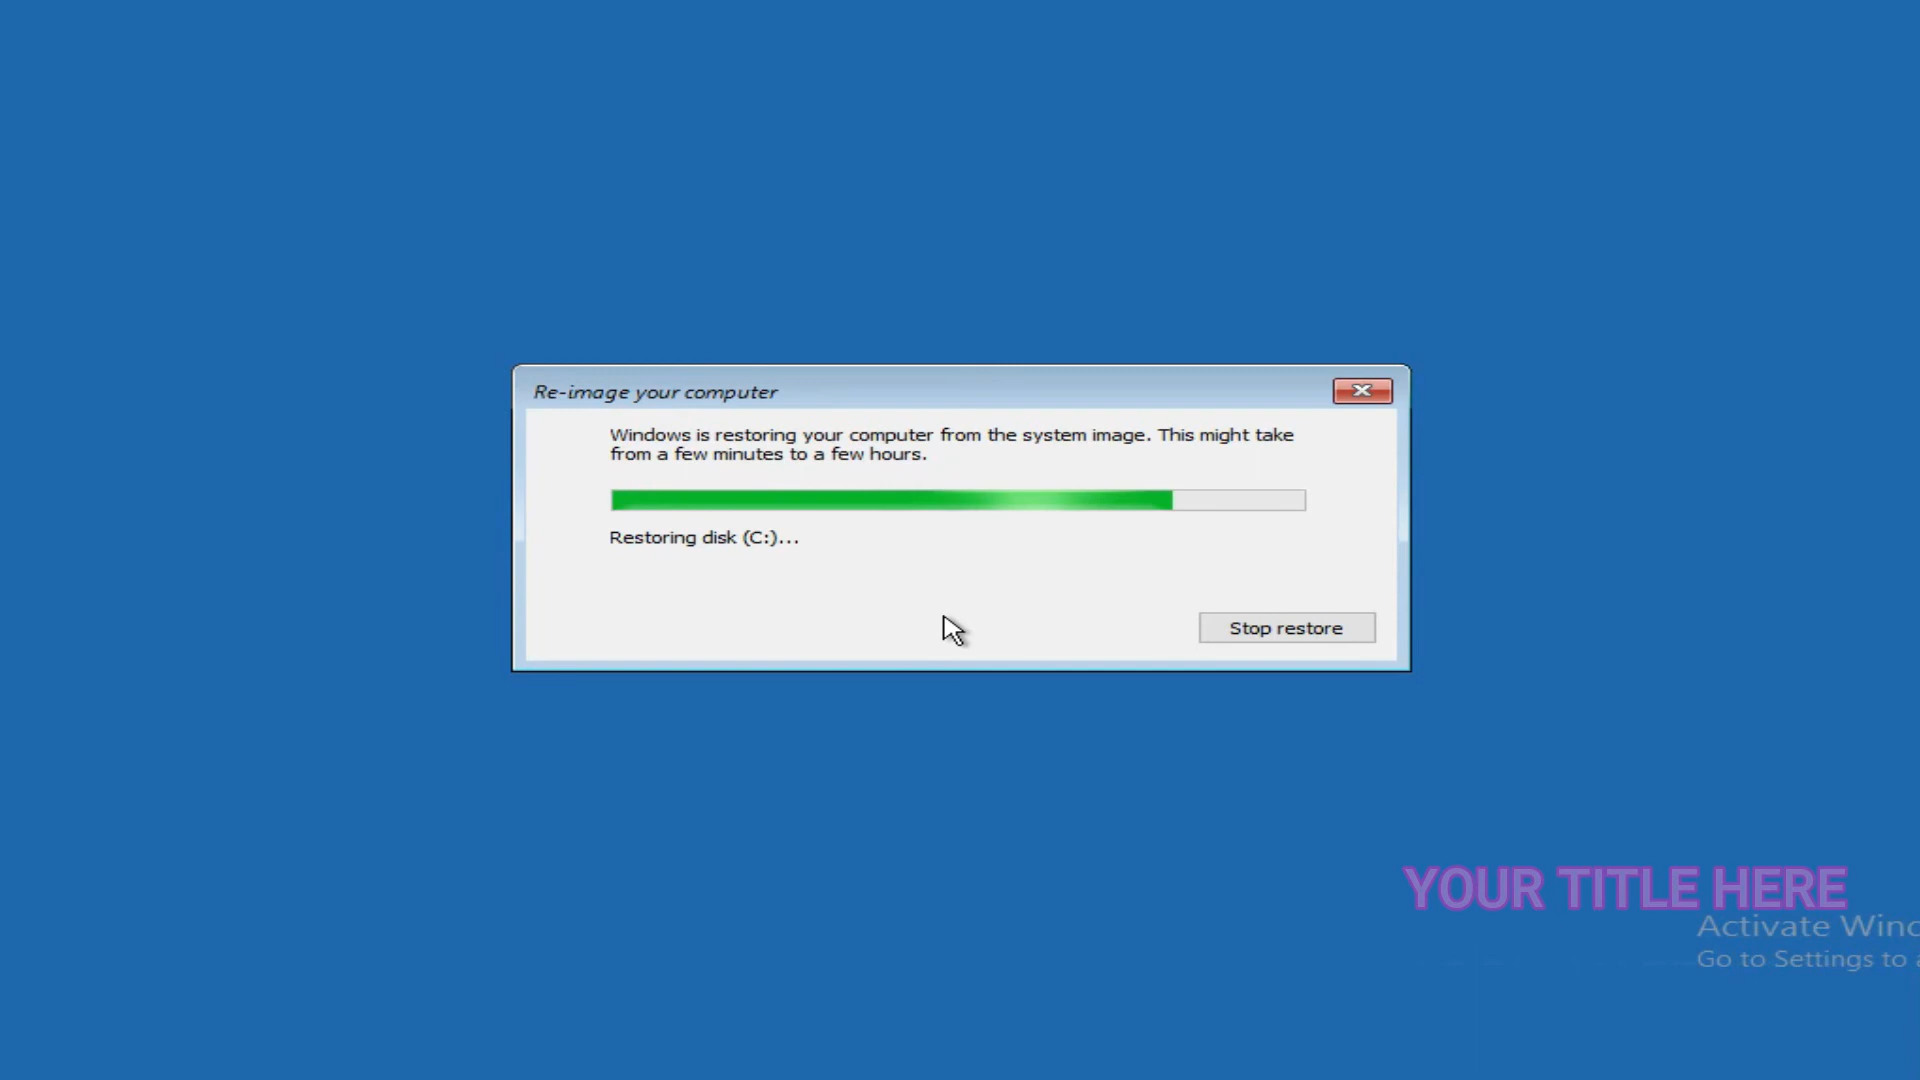 Re-image your computer
Windows is restoring your computer from the system image. This might take
from a few minutes to a few hours.
Restoring disk (C:)...
Stop restore
YOUR TITLE HERE
Activate Wind
Go to Settings to a